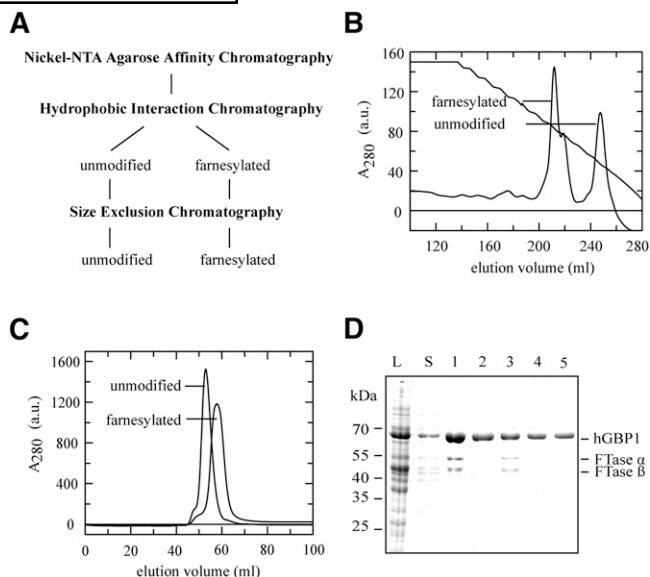 A
Nickel-NTA Agarose Affinity Chromatography
Hydrophobic Interaction Chromatography
unmodified farnesylated
Size Exclusion Chromatography
unmodified farnesylated
B
160
120
80
40
0
A280 (a.u.)
farnesylated
unmodified
120 160 200 240 280
elution volume (ml)
C
1600
1200
800
400
0
A280 (a.u.)
unmodified
farnesylated
0 20 40 60 80 100
elution volume (ml)
D
L S 1 2 3 4 5
kDa
70
55
40
35
25
hGBP1
FTase α
FTase ß